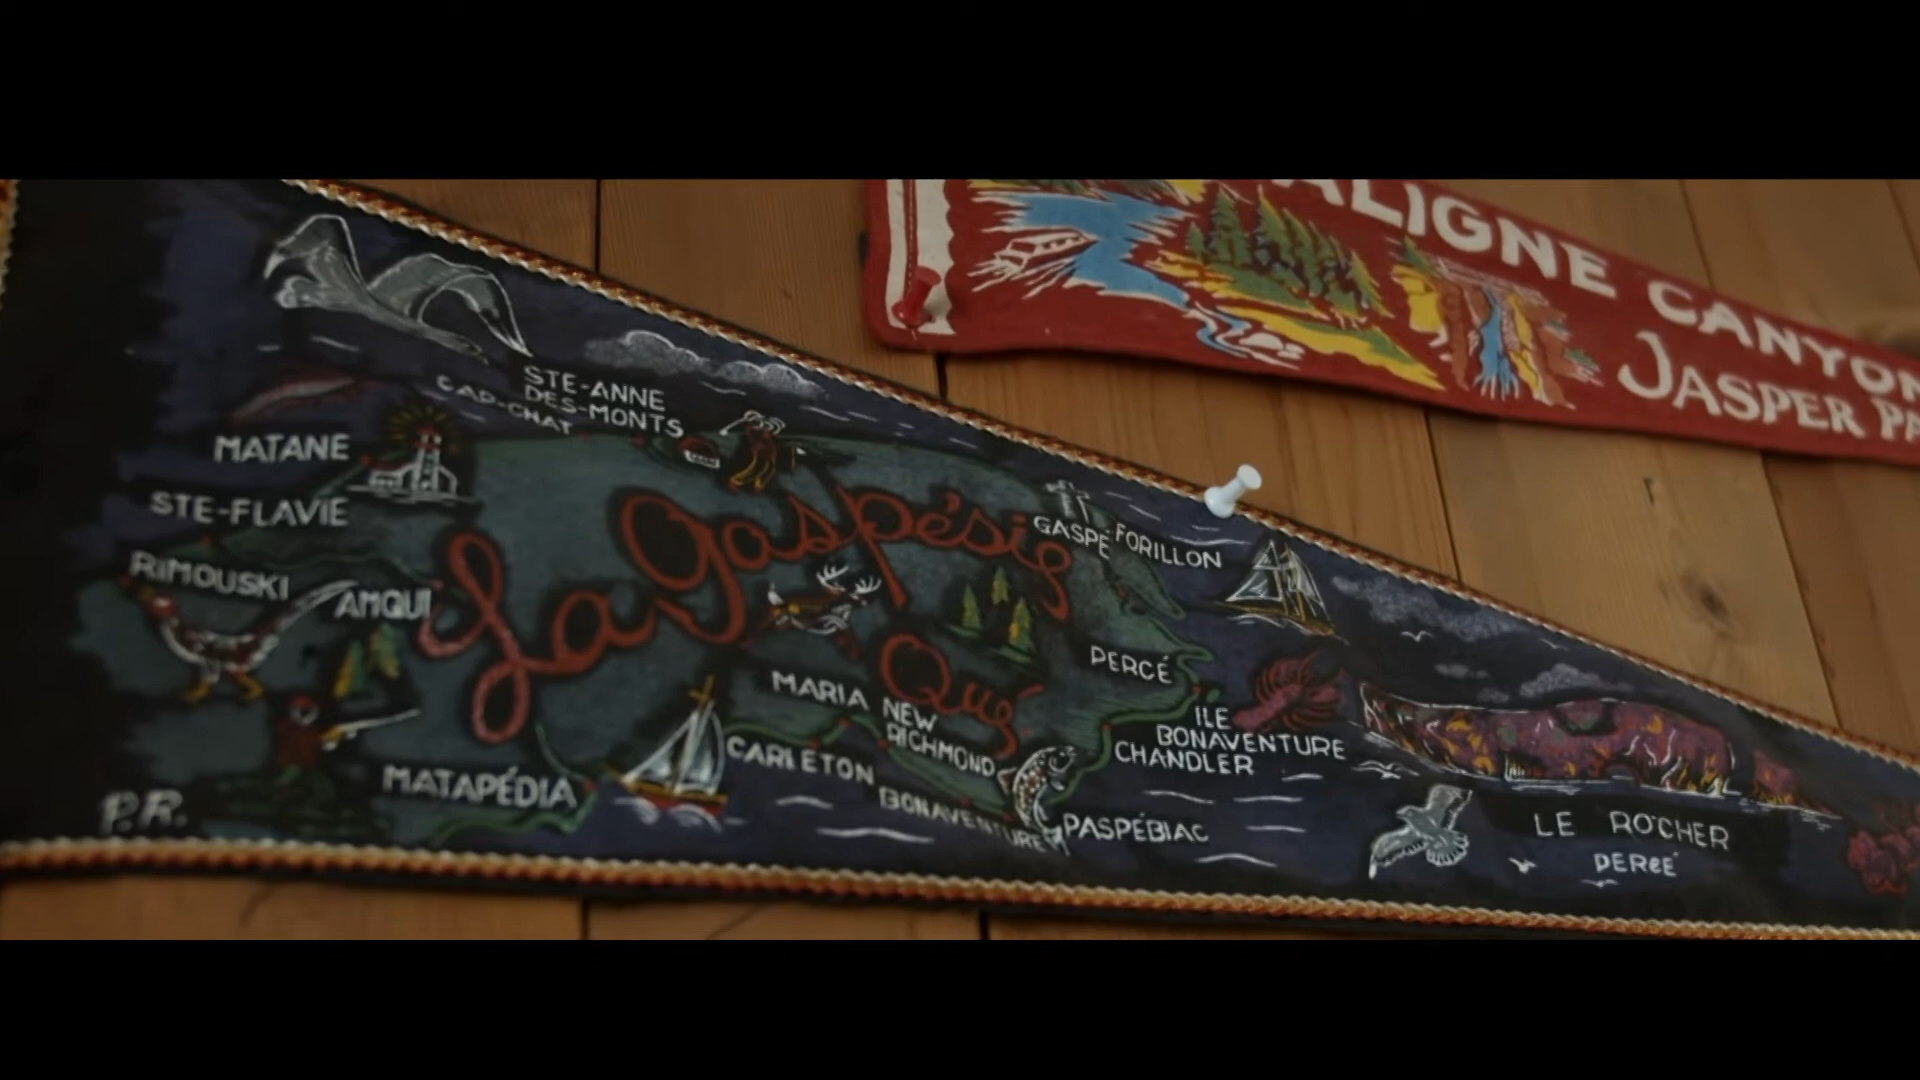 ALIGNE CANYON
JASPER PA
STE-ANNE
DES-MONTS
CAP-CHAT
MATANE
STE-FLAVIE
RIMOUSKI
AMQUI
La gaspésie
Qué
GASPÉ
FORILLON
PERCÉ
MARIA
NEW
RICHMOND
ILE
BONAVENTURE
CHANDLER
CARLETON
MATAPÉDIA
BONAVENTURE
PASPÉBIAC
P.R.
LE ROCHER
PERCÉ